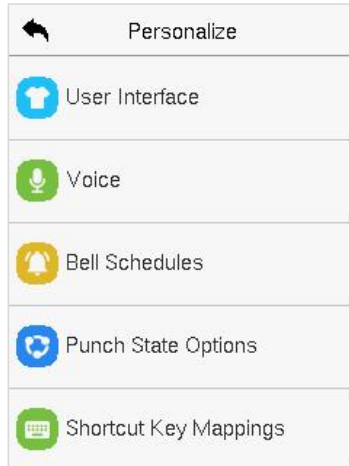 Personalize
User Interface
Voice
Bell Schedules
Punch State Options
Shortcut Key Mappings